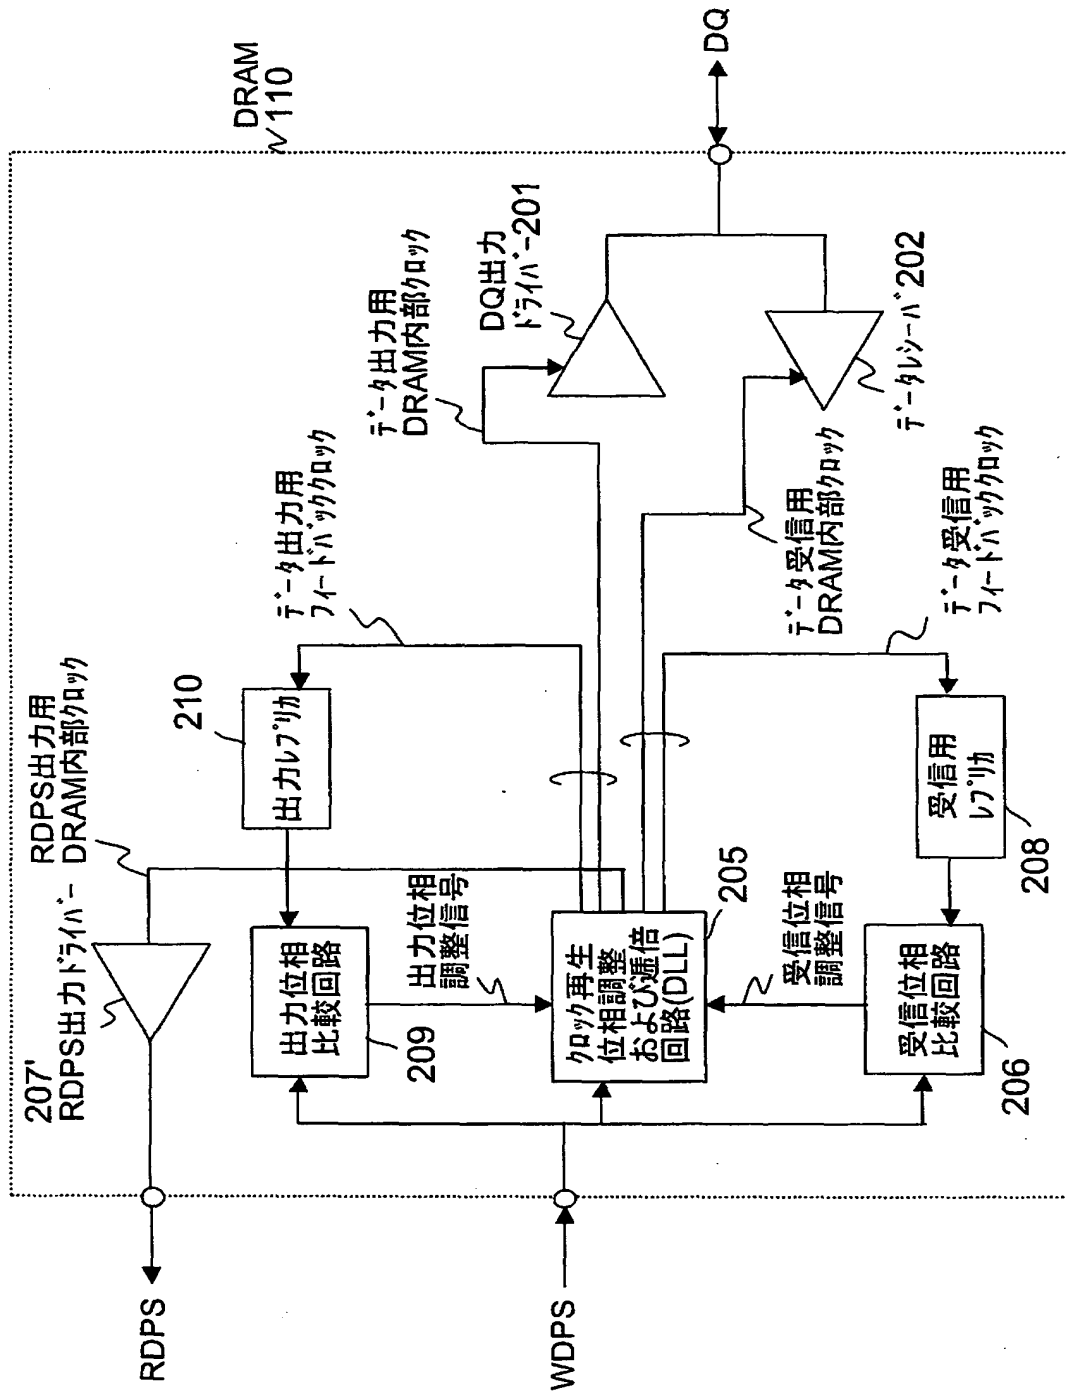 DRAM
110
DQ
RDPS
WDPS
207'
RDPS出力ドライバー
RDPS出力用
DRAM内部クロック
210
出力レプリカ
データ出力用
フィードバッククロック
データ出力用
DRAM内部クロック
DQ出力
ドライバー201
出力位相
比較回路
209
出力位相
調整信号
クロック再生
位相調整
および逓倍
回路(DLL)
205
受信位相
調整信号
受信位相
比較回路
206
受信用
レプリカ
208
データ受信用
DRAM内部クロック
データレシーバ202
データ受信用
フィードバッククロック